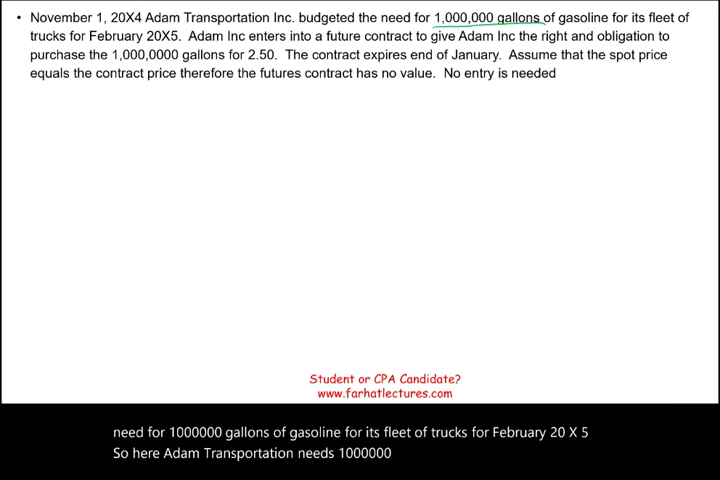 • November 1, 20X4 Adam Transportation Inc. budgeted the need for 1,000,000 gallons of gasoline for its fleet of
trucks for February 20X5. Adam Inc enters into a future contract to give Adam Inc the right and obligation to
purchase the 1,000,0000 gallons for 2.50. The contract expires end of January. Assume that the spot price
equals the contract price therefore the futures contract has no value. No entry is needed
Student or CPA Candidate?
www.farhatlectures.com
need for 1000000 gallons of gasoline for its fleet of trucks for February 20 X 5
So here Adam Transportation needs 1000000